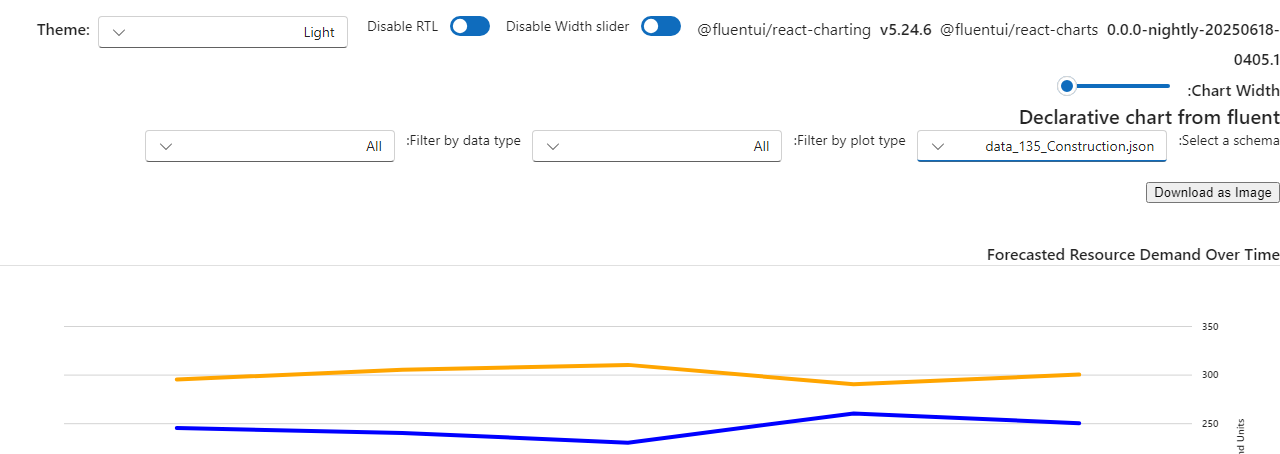 Theme: Light Disable RTL Disable Width slider @fluentui/react-charting v5.24.6 @fluentui/react-charts 0.0.0-nightly-20250618-
0405.1
:Chart Width
Declarative chart from fluent
:Select a schema data_135_Construction.json :Filter by plot type All :Filter by data type All
Download as Image
Forecasted Resource Demand Over Time
350
300
250
Units